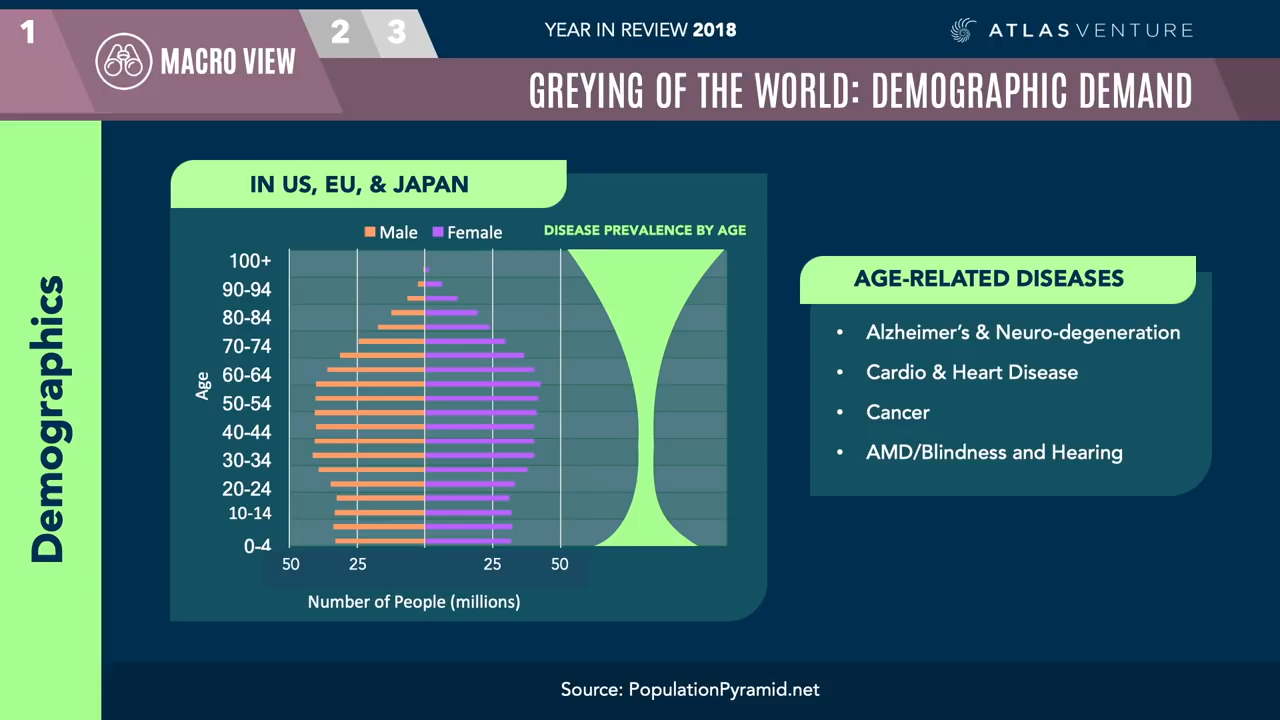 1
MACRO VIEW
2
3
YEAR IN REVIEW 2018
ATLAS VENTURE
GREYING OF THE WORLD: DEMOGRAPHIC DEMAND
Demographics
IN US, EU, & JAPAN
Male
Female
DISEASE PREVALENCE BY AGE
Age
100+
90-94
80-84
70-74
60-64
50-54
40-44
30-34
20-24
10-14
0-4
50
25
25
50
Number of People (millions)
AGE-RELATED DISEASES
• Alzheimer’s & Neuro-degeneration
• Cardio & Heart Disease
• Cancer
• AMD/Blindness and Hearing
Source: PopulationPyramid.net